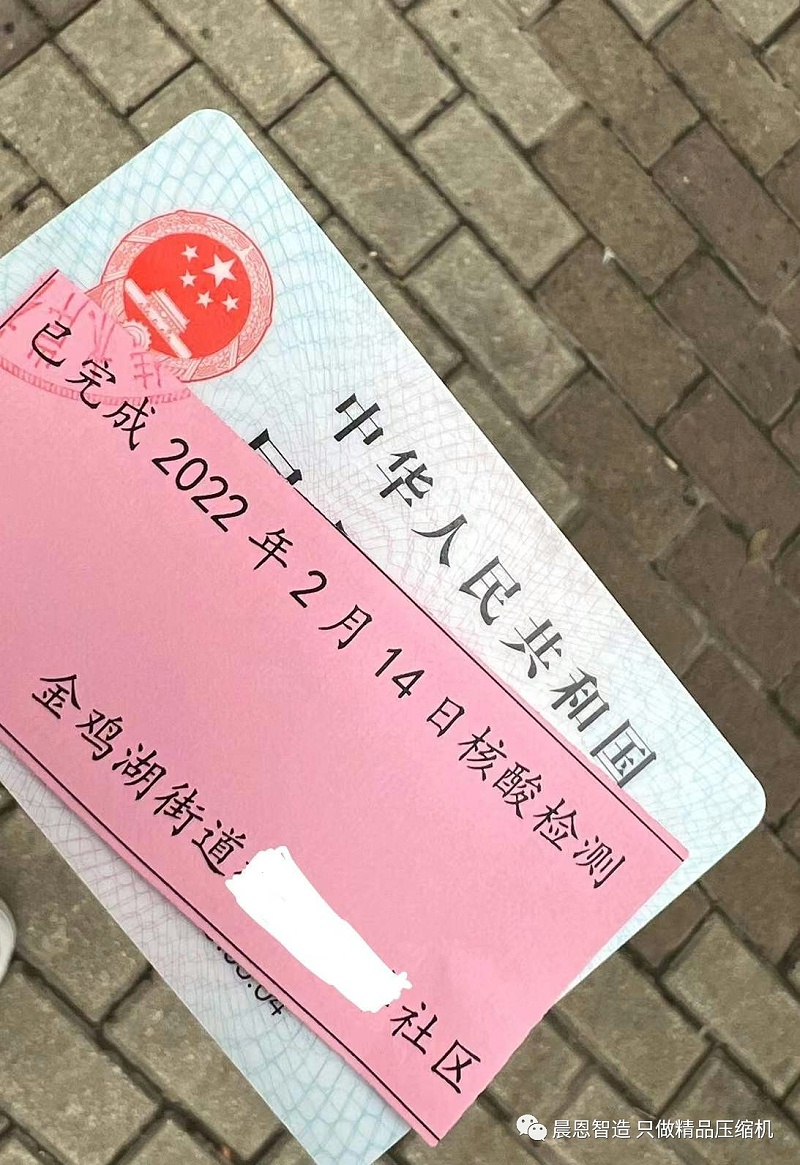 中华人民共和国
已完成 2022 年 2 月 14 日核酸检测
金鸡湖街道
社区
晨恩智造 只做精品压缩机